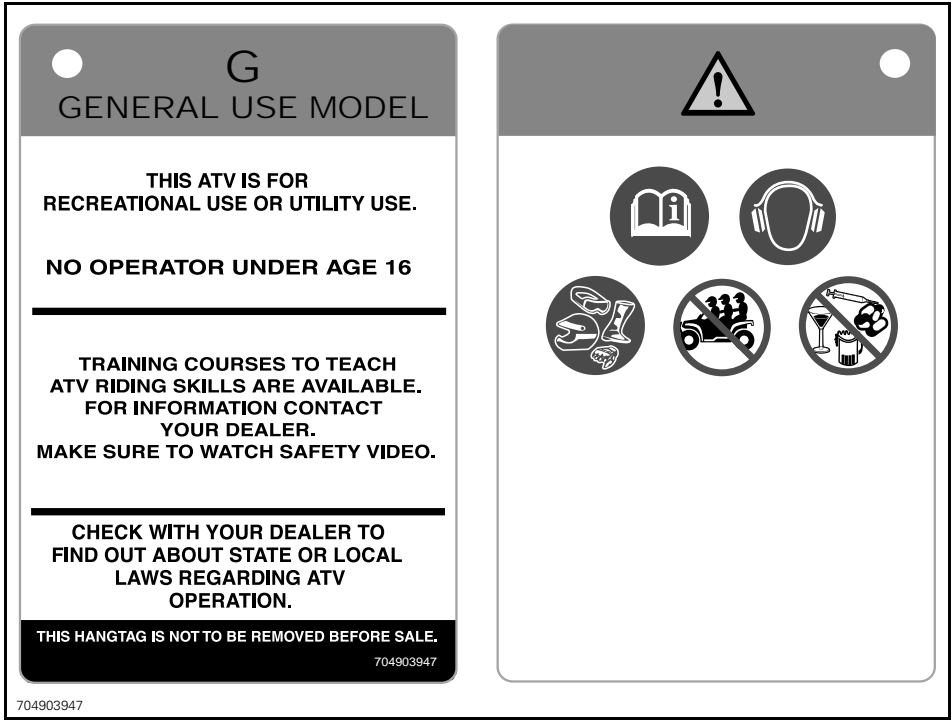 G
GENERAL USE MODEL
THIS ATV IS FOR
RECREATIONAL USE OR UTILITY USE.
NO OPERATOR UNDER AGE 16
TRAINING COURSES TO TEACH
ATV RIDING SKILLS ARE AVAILABLE.
FOR INFORMATION CONTACT
YOUR DEALER.
MAKE SURE TO WATCH SAFETY VIDEO.
CHECK WITH YOUR DEALER TO
FIND OUT ABOUT STATE OR LOCAL
LAWS REGARDING ATV
OPERATION.
THIS HANGTAG IS NOT TO BE REMOVED BEFORE SALE.
704903947
!
i
704903947